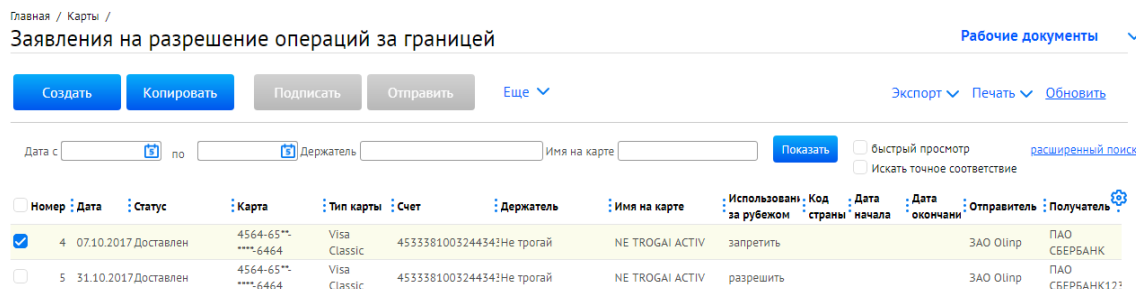 Главная / Карты /
Заявления на разрешение операций за границей
Рабочие документы
Создать Копировать Подписать Отправить Еще Экспорт Печать Обновить
Дата с по Держатель Имя на карте Показать быстрый просмотр расширенный поиск
Искать точное соответствие
Номер Дата Статус Карта Тип карты Счет Держатель Имя на карте Использован за рубежом Код страны Дата начала Дата окончани Отправитель Получатель
4 07.10.2017 Доставлен 4564-65**-****-6464 Visa Classic 4533381003244343 Не трогай NE TROGAI ACTIV запретить ЗАО Olinp ПАО СБЕРБАНК
5 31.10.2017 Доставлен 4564-65**-****-6464 Visa Classic 4533381003244343 Не трогай NE TROGAI ACTIV разрешить ЗАО Olinp ПАО СБЕРБАНК123